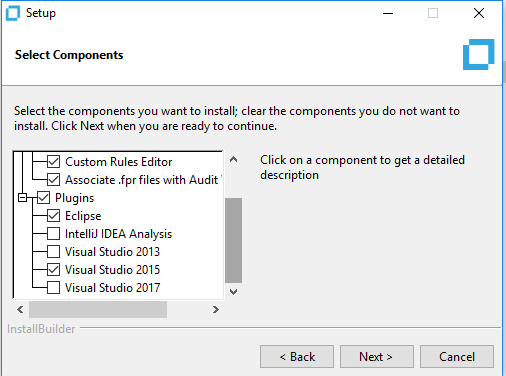 Setup
Select Components
Select the components you want to install; clear the components you do not want to
install. Click Next when you are ready to continue.
Custom Rules Editor
Associate .fpr files with Audit
Plugins
Eclipse
IntelliJ IDEA Analysis
Visual Studio 2013
Visual Studio 2015
Visual Studio 2017
Click on a component to get a detailed
description
InstallBuilder
< Back
Next >
Cancel